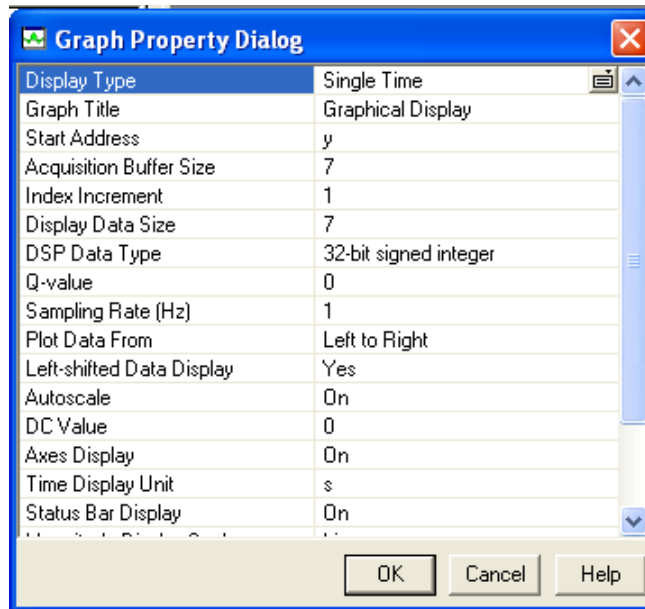 Graph Property Dialog
Display Type Single Time
Graph Title Graphical Display
Start Address y
Acquisition Buffer Size 7
Index Increment 1
Display Data Size 7
DSP Data Type 32-bit signed integer
Q-value 0
Sampling Rate (Hz) 1
Plot Data From Left to Right
Left-shifted Data Display Yes
Autoscale On
DC Value 0
Axes Display On
Time Display Unit s
Status Bar Display On
OK Cancel Help